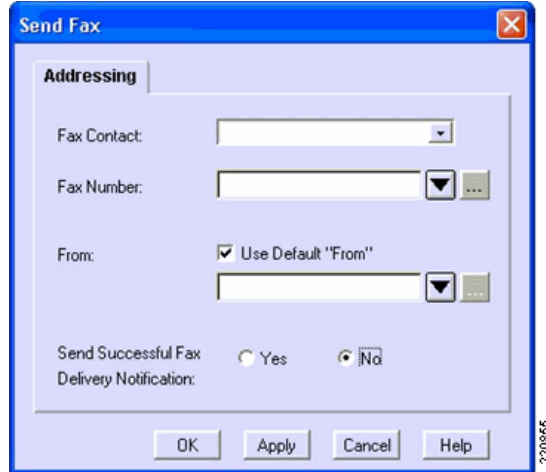 Send Fax
Addressing
Fax Contact:
Fax Number:
...
From:
Use Default "From"
...
Send Successful Fax
Delivery Notification:
Yes
No
OK
Apply
Cancel
Help